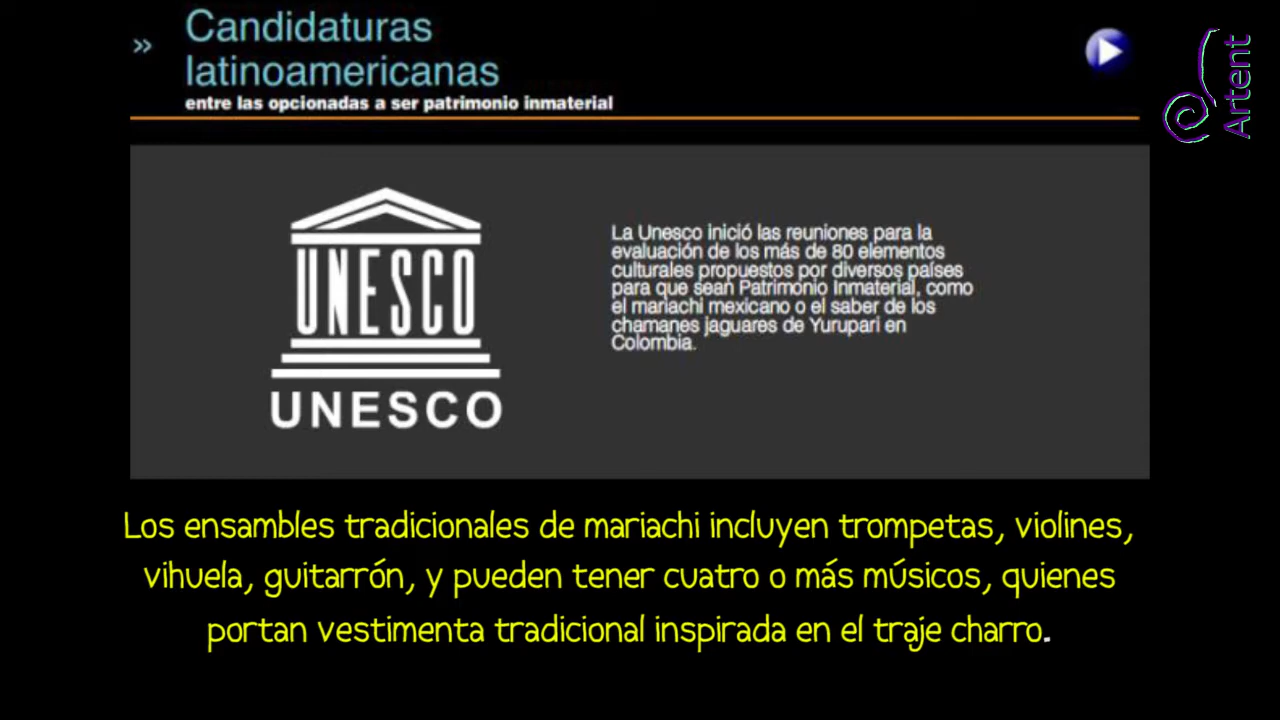 »
Candidaturas
latinoamericanas
entre las opcionadas a ser patrimonio inmaterial
Artent
UNESCO
UNESCO
La Unesco inició las reuniones para la
evaluación de los más de 80 elementos
culturales propuestos por diversos países
para que sean Patrimonio Inmaterial, como
el mariachi mexicano o el saber de los
chamanes jaguares de Yurupari en
Colombia.
Los ensambles tradicionales de mariachi incluyen trompetas, violines,
vihuela, guitarrón, y pueden tener cuatro o más músicos, quienes
portan vestimenta tradicional inspirada en el traje charro.